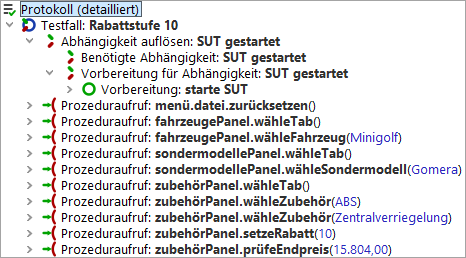 Protokoll (detailliert)
Testfall: Rabattstufe 10
Abhängigkeit auflösen: SUT gestartet
Benötigte Abhängigkeit: SUT gestartet
Vorbereitung für Abhängigkeit: SUT gestartet
Vorbereitung: starte SUT
Prozeduraufruf: menü.datei.zurücksetzen()
Prozeduraufruf: fahrzeugePanel.wähleTab()
Prozeduraufruf: fahrzeugePanel.wähleFahrzeug(Minigolf)
Prozeduraufruf: sondermodellePanel.wähleTab()
Prozeduraufruf: sondermodellePanel.wähleSondermodell(Gomera)
Prozeduraufruf: zubehörPanel.wähleTab()
Prozeduraufruf: zubehörPanel.wähleZubehör(ABS)
Prozeduraufruf: zubehörPanel.wähleZubehör(Zentralverriegelung)
Prozeduraufruf: zubehörPanel.setzeRabatt(10)
Prozeduraufruf: zubehörPanel.prüfeEndpreis(15.804,00)